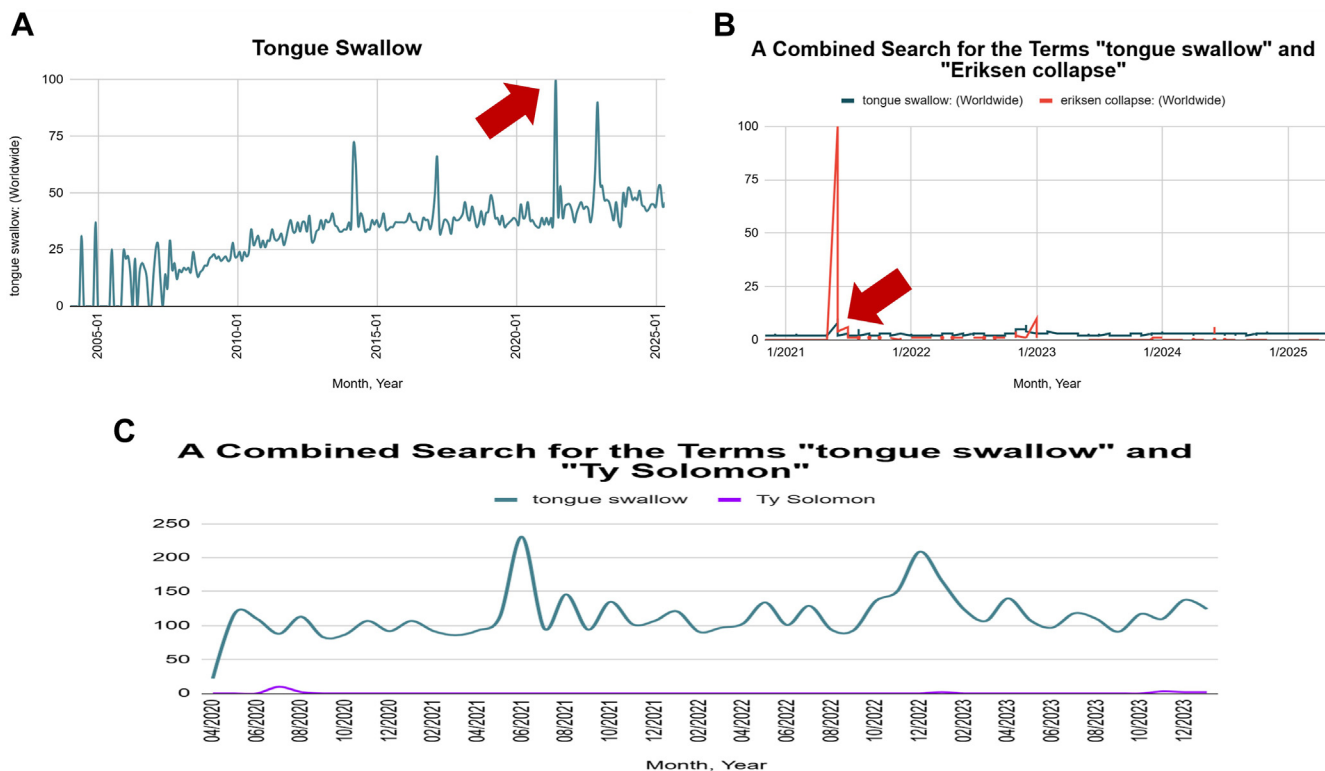 A
Tongue Swallow
100
75
50
25
0
tongue swallow: (Worldwide)
2005-01
2010-01
2015-01
2020-01
2025-01
Month, Year
B
A Combined Search for the Terms "tongue swallow" and
"Eriksen collapse"
tongue swallow: (Worldwide) eriksen collapse: (Worldwide)
100
75
50
25
0
1/2021 1/2022 1/2023 1/2024 1/2025
Month, Year
C
A Combined Search for the Terms "tongue swallow" and
"Ty Solomon"
tongue swallow Ty Solomon
250
200
150
100
50
0
04/2020
06/2020
08/2020
10/2020
12/2020
02/2021
04/2021
06/2021
08/2021
10/2021
12/2021
02/2022
04/2022
06/2022
08/2022
10/2022
12/2022
02/2023
04/2023
06/2023
08/2023
10/2023
12/2023
Month, Year